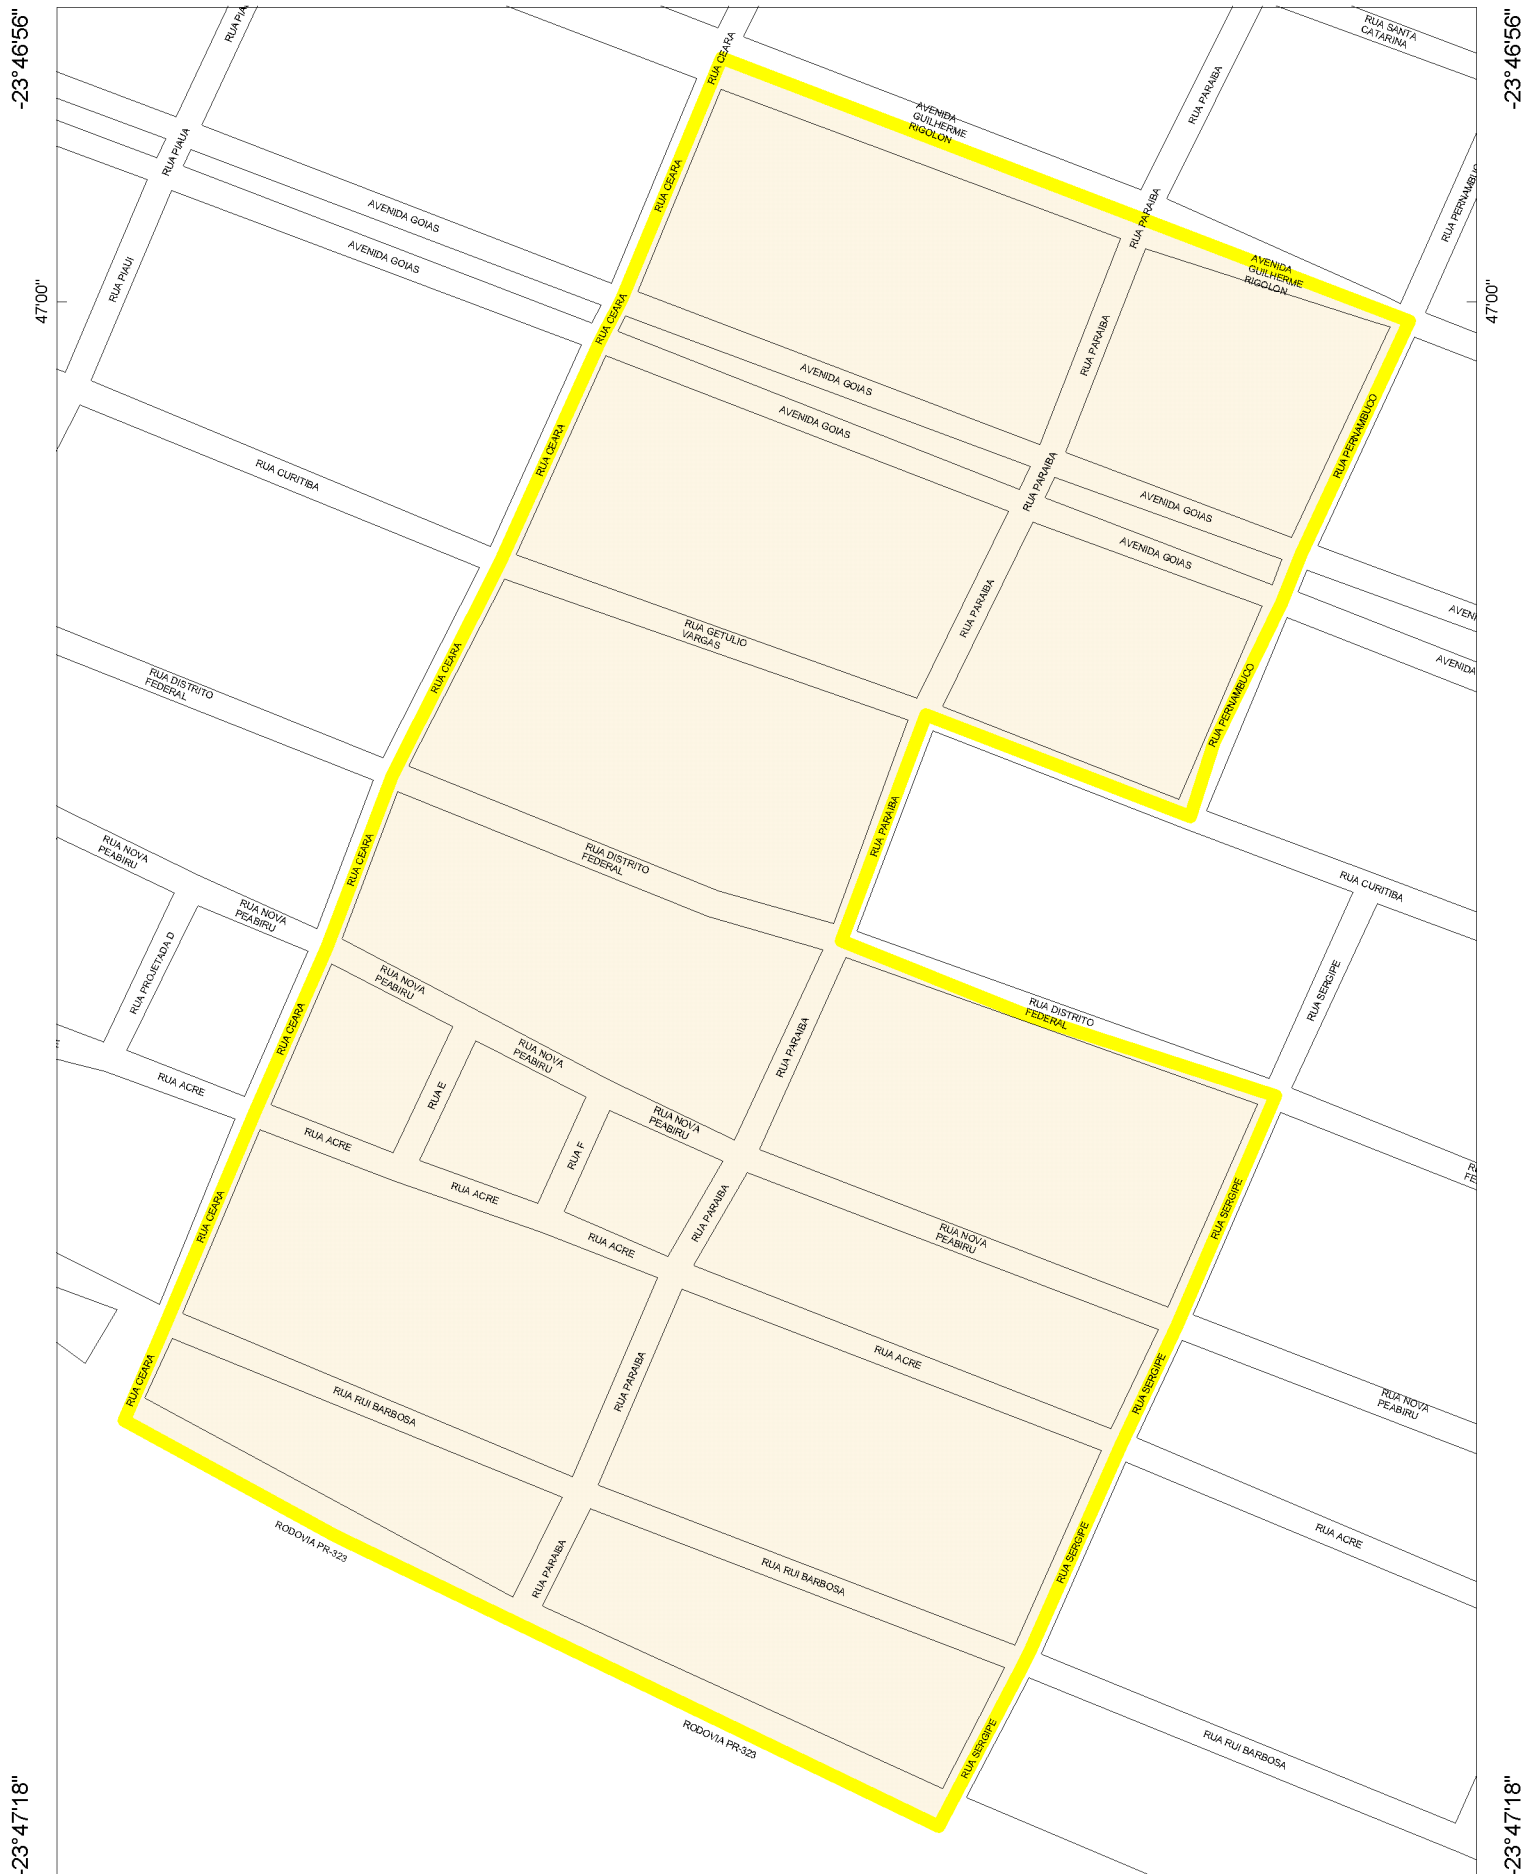 -23°46'56"
-23°46'56"
RUA PIA
RUA CEARA
RUA SANTA
CATARINA
RUA PARAIBA
AVENIDA
GUILHERME
RIGOLON
RUA PIAUA
RUA CEARA
RUA PERNAMBUC
RUA PARAIBA
AVENIDA GOIAS
AVENIDA GOIAS
RUA PIAUI
AVENIDA
GUILHERME
RIGOLON
47'00"
47'00"
RUA CEARA
RUA PARAIBA
AVENIDA GOIAS
AVENIDA GOIAS
RUA CEARA
RUA PERNAMBUCO
RUA CURITIBA
RUA PARAIBA
AVENIDA GOIAS
AVENIDA GOIAS
RUA PARAIBA
AVENI
RUA GETULIO
VARGAS
RUA CEARA
AVENIDA
RUA DISTRITO
FEDERAL
RUA PERNAMBUCO
RUA PARAIBA
RUA NOVA
PEABIRU
RUA CEARA
RUA DISTRITO
FEDERAL
RUA CURITIBA
RUA NOVA
PEABIRU
RUA PROJETADA D
RUA NOVA
PEABIRU
RUA SERGIPE
RUA DISTRITO
FEDERAL
RUA CEARA
RUA PARAIBA
RUA NOVA
PEABIRU
RUA ACRE
RUA E
RUA NOVA
PEABIRU
RUA ACRE
RUA F
R
FE
RUA ACRE
RUA CEARA
RUA PARAIBA
RUA SERGIPE
RUA ACRE
RUA NOVA
PEABIRU
RUA ACRE
RUA CEARA
RUA PARAIBA
RUA SERGIPE
RUA RUI BARBOSA
RUA NOVA
PEABIRU
RODOVIA PR-323
RUA PARAIBA
RUA SERGIPE
RUA ACRE
RUA RUI BARBOSA
RODOVIA PR-323
RUA SERGIPE
RUA RUI BARBOSA
-23°47'18"
-23°47'18"